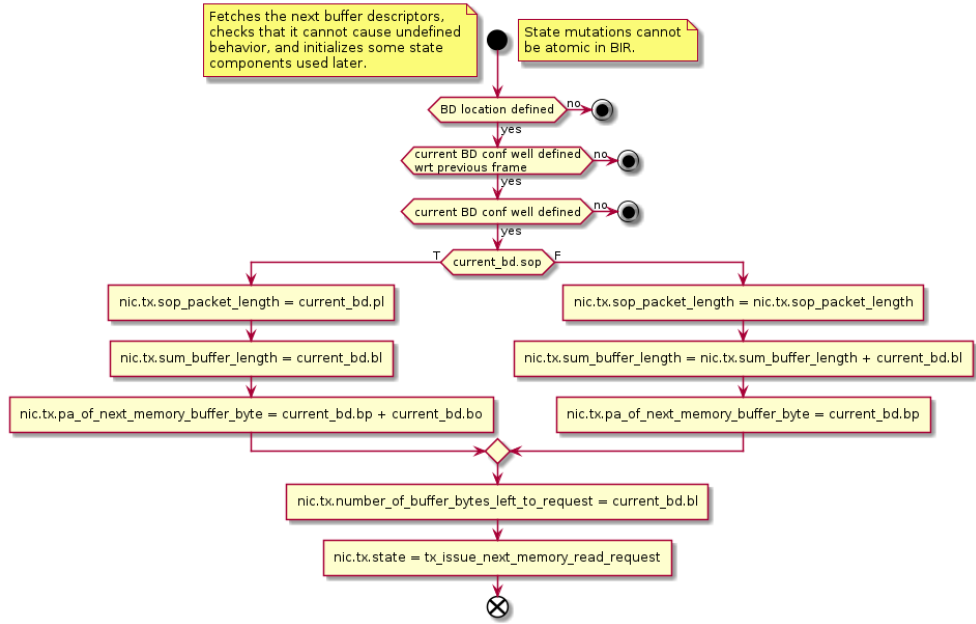 Fetches the next buffer descriptors,
checks that it cannot cause undefined
behavior, and initializes some state
components used later.
State mutations cannot
be atomic in BIR.
BD location defined
no
yes
current BD conf well defined
wrt previous frame
no
yes
current BD conf well defined
no
yes
T
current_bd.sop
F
nic.tx.sop_packet_length = current_bd.pl
nic.tx.sop_packet_length = nic.tx.sop_packet_length
nic.tx.sum_buffer_length = current_bd.bl
nic.tx.sum_buffer_length = nic.tx.sum_buffer_length + current_bd.bl
nic.tx.pa_of_next_memory_buffer_byte = current_bd.bp + current_bd.bo
nic.tx.pa_of_next_memory_buffer_byte = current_bd.bp
nic.tx.number_of_buffer_bytes_left_to_request = current_bd.bl
nic.tx.state = tx_issue_next_memory_read_request